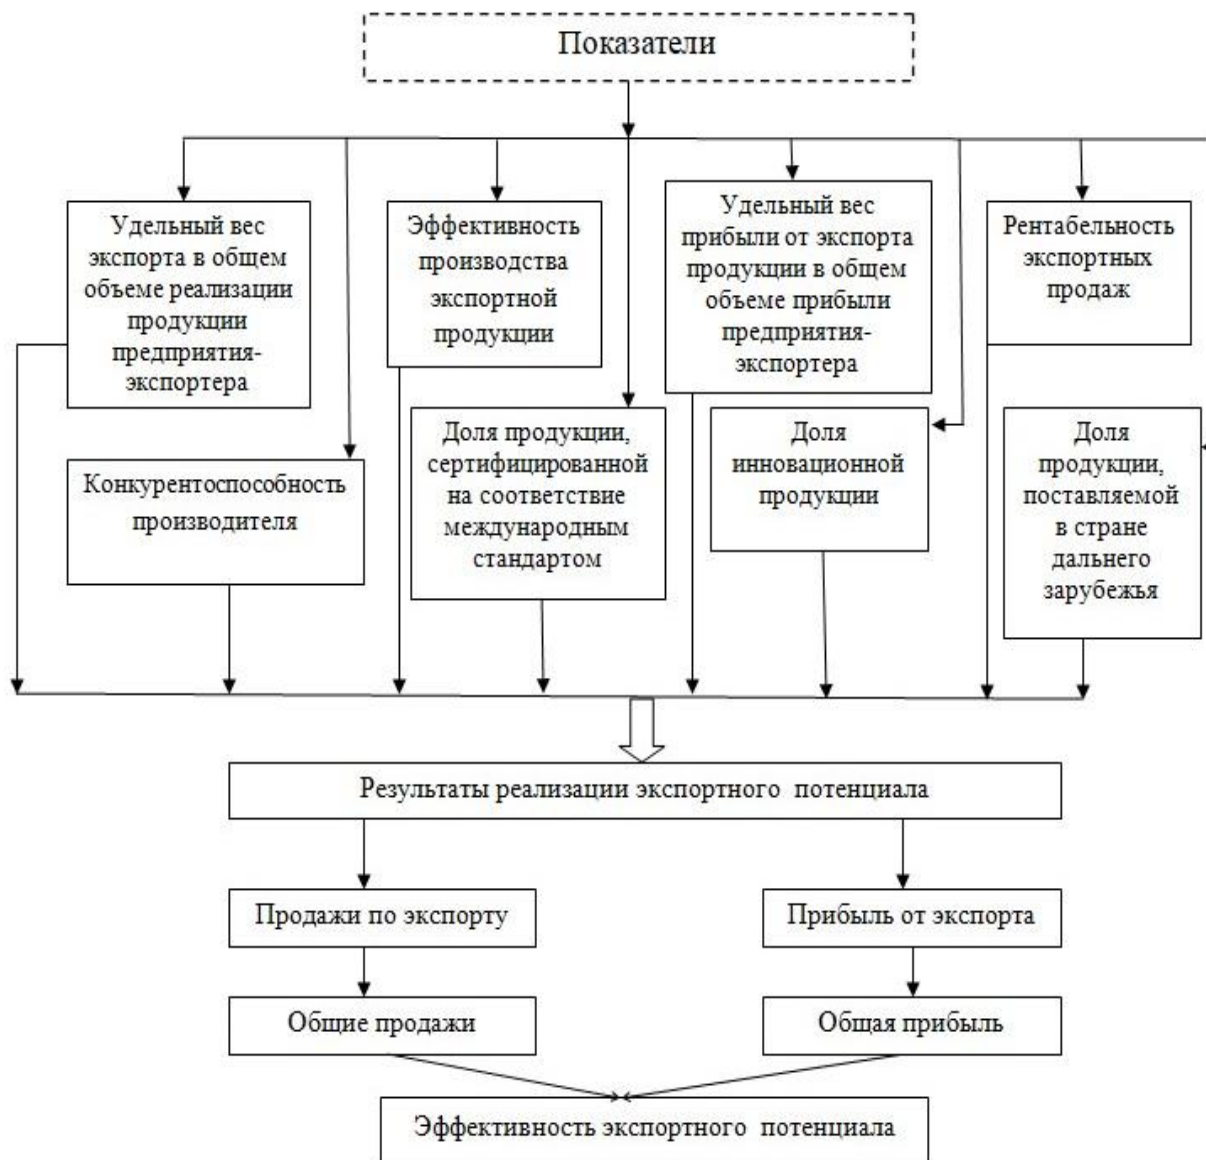 Показатели
Удельный вес
экспорта в общем
объеме реализации
продукции
предприятия-
экспортера
Эффективность
производства
экспортной
продукции
Удельный вес
прибыли от экспорта
продукции в общем
объеме прибыли
предприятия-
экспортера
Рентабельность
экспортных
продаж
Конкурентоспособность
производителя
Доля продукции,
сертифицированной
на соответствие
международным
стандартом
Доля
инновационной
продукции
Доля
продукции,
поставляемой
в стране
дальнего
зарубежья
Результаты реализации экспортного потенциала
Продажи по экспорту
Прибыль от экспорта
Общие продажи
Общая прибыль
Эффективность экспортного потенциала